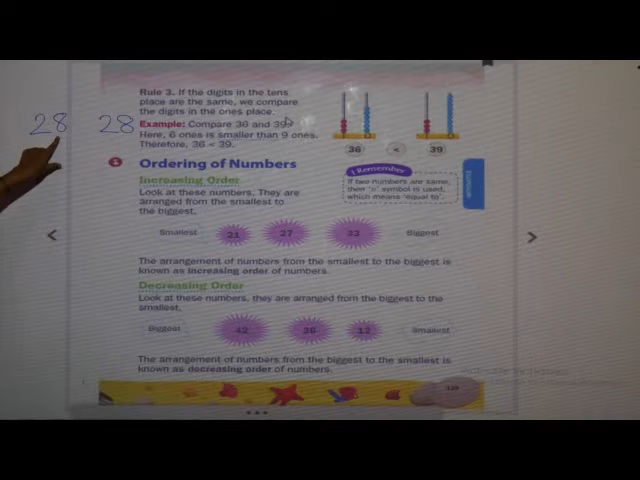 28 28
Rule 3. If the digits in the tens
place are the same, we compare
the digits in the ones place.
Example: Compare 36 and 39.
Here, 6 ones is smaller than 9 ones.
Therefore, 36 < 39.
36 < 39
Ordering of Numbers
I Remember
If two numbers are same,
then '=' symbol is used,
which means 'equal to'.
Increasing Order
Look at these numbers. They are
arranged from the smallest to
the biggest.
Smallest 21 27 33 Biggest
The arrangement of numbers from the smallest to the biggest is
known as increasing order of numbers.
Decreasing Order
Look at these numbers, they are arranged from the biggest to the
smallest.
Biggest 42 36 12 Smallest
The arrangement of numbers from the biggest to the smallest is
known as decreasing order of numbers.